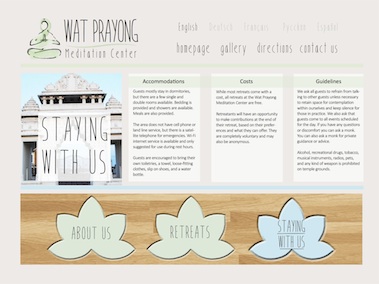 WAT PRAYONG
Meditation Center
English Deutsch Français Русский Español
homepage gallery directions contact us
STAYING
WITH US
Accommodations
Guests mostly stay in dormitories,
but there are a few single and
double rooms available. Bedding is
provided and showers are available.
Meals are also provided.
The area does not have cell phone or
land line service, but there is a satel-
lite telephone for emergencies. Wi-Fi
internet service is available and only
suggested for use during rest hours.
Guests are encouraged to bring their
own toiletries, a towel, loose fitting
clothes, slip on shoes, and a water
bottle.
Costs
While most retreats come with a
cost, all retreats at the Wat Prayong
Meditation Center are free.
Retreatants will have an opportunity
to make contributions at the end of
their retreat, based on their prefer-
ences and what they can offer. They
are completely voluntary and may
also be anonymous.
Guidelines
We ask all guests to refrain from talk-
ing to other guests unless necessary
to retain space for contemplation
within ourselves and keep silence for
those in practice. We also ask that
guests come to all events scheduled
for the day. If you have any questions
or discomfort you can ask a monk.
You can also ask a monk for private
guidance or advice.
Alcohol, recreational drugs, tobacco,
musical instruments, radios, pets,
and any kind of weapon is prohibited
on temple grounds.
ABOUT US
RETREATS
STAYING
WITH US